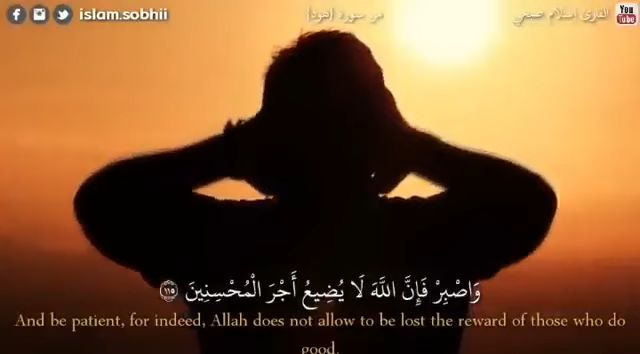 islam.sobhii
من سورة [هود]
القارئ إسلام صبحي
You
Tube
وَاصْبِرْ فَإِنَّ اللَّهَ لَا يُضِيعُ أَجْرَ الْمُحْسِنِينَ ١١٥
And be patient, for indeed, Allah does not allow to be lost the reward of those who do
good.